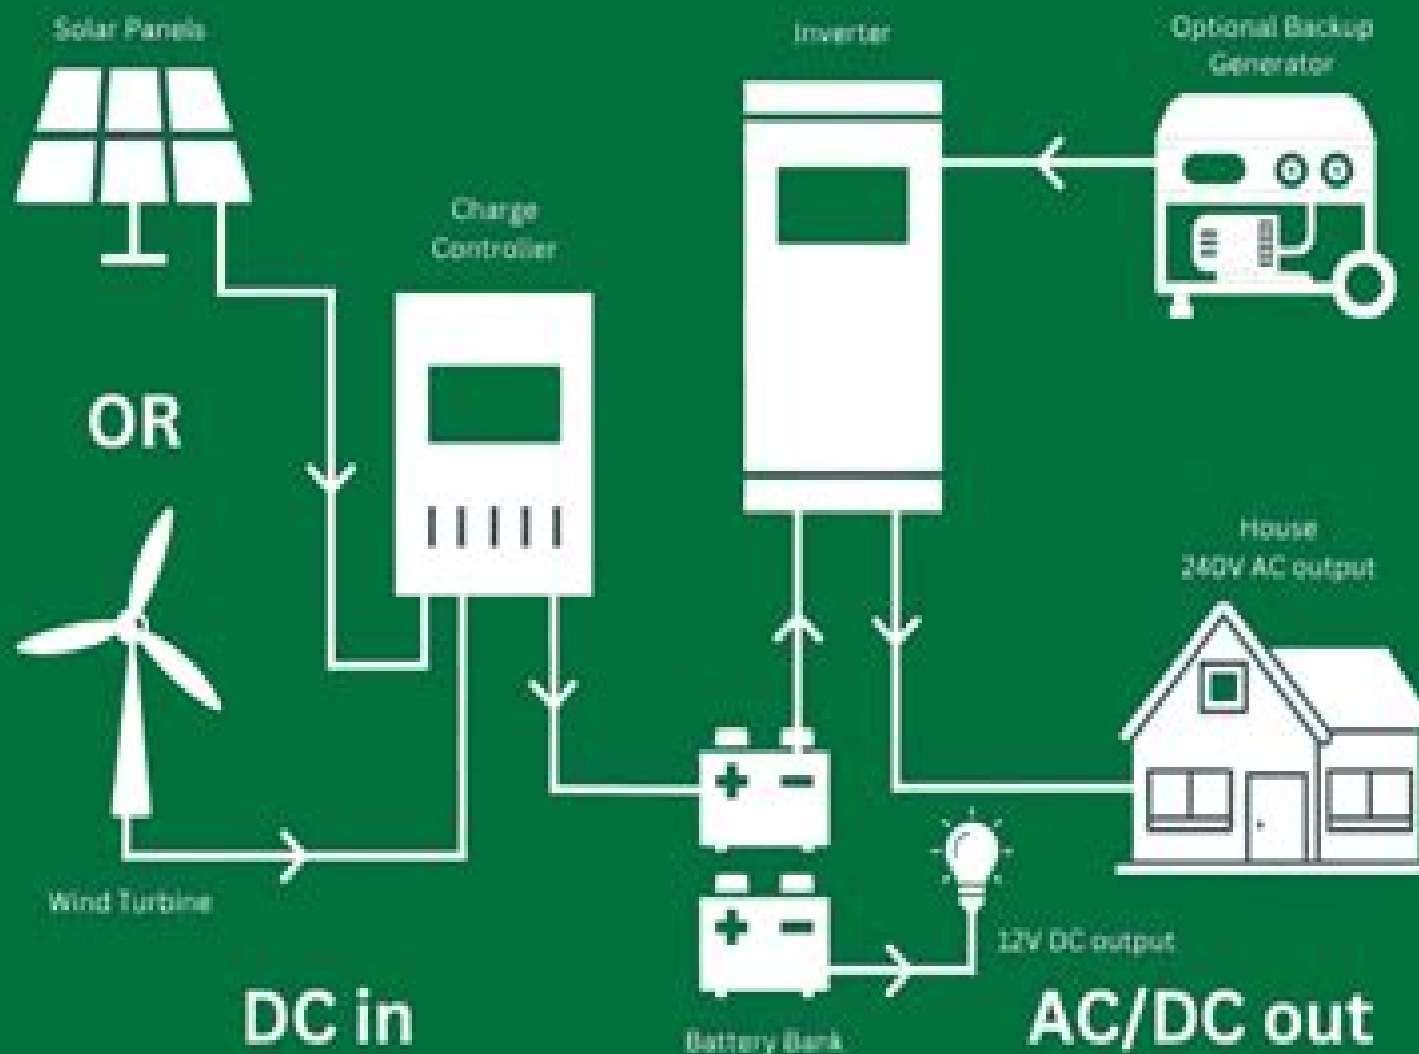 Solar Panels
Inverter
Optional Backup
Generator
Charge
Controller
OR
House
240V AC output
Wind Turbine
12V DC output
DC in
AC/DC out
Battery Bank